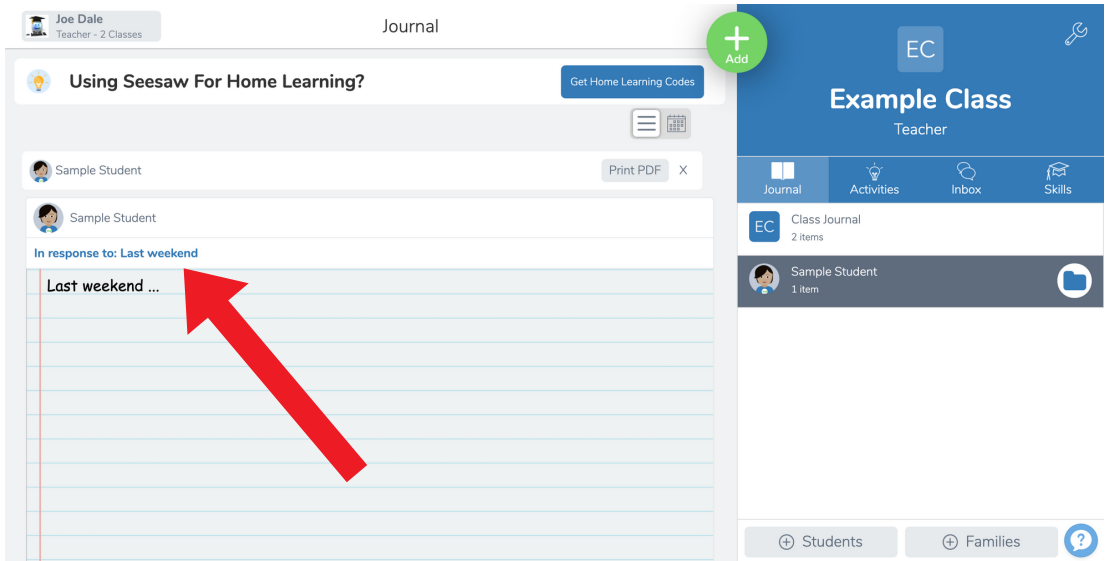 Joe Dale
Teacher - 2 Classes
Journal
Add
Using Seesaw For Home Learning?
Get Home Learning Codes
Sample Student
Print PDF X
Sample Student
In response to: Last weekend
Last weekend ...
EC
Example Class
Teacher
Journal
Activities
Inbox
Skills
EC
Class Journal
2 items
Sample Student
1 item
Students
Families
?